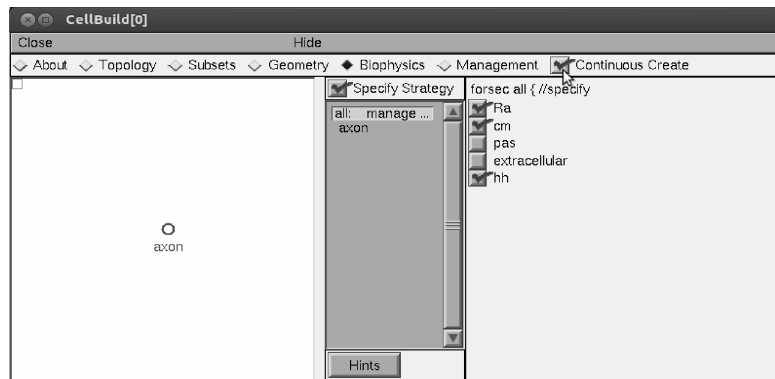 CellBuild[0]
Close Hide
About Topology Subsets Geometry Biophysics Management Continuous Create
Specify Strategy
all: manage ...
axon
forsec all { //specify
Ra
cm
pas
extracellular
hh
axon
Hints